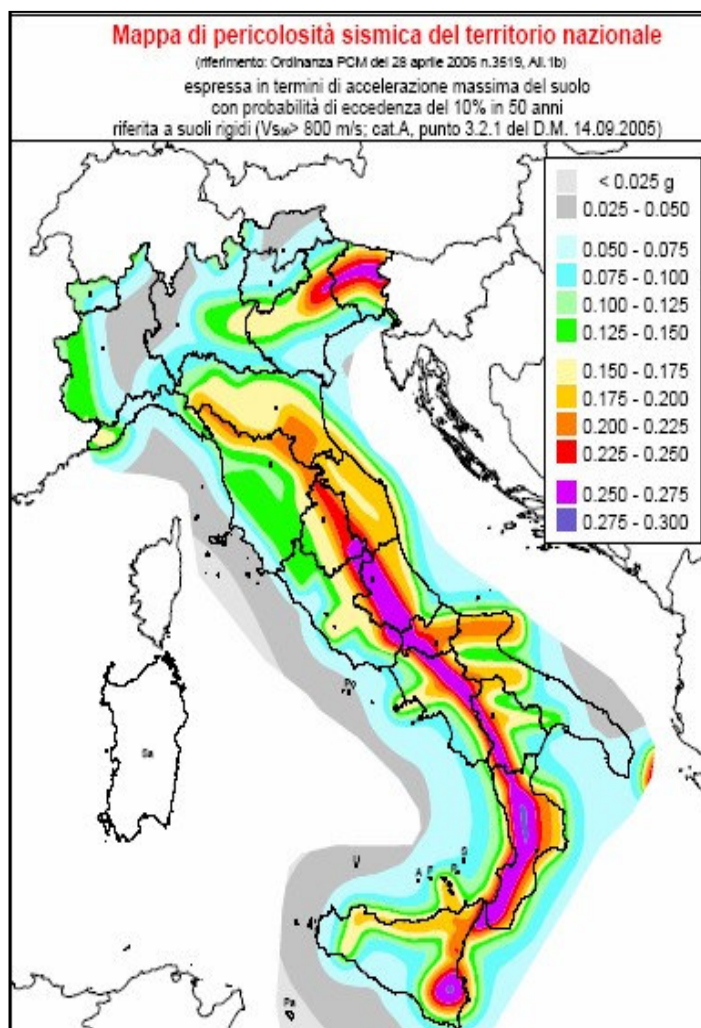 Mappa di pericolosità sismica del territorio nazionale
(riferimento: Ordinanza PCM del 28 aprile 2006 n.3519, All.1b)
espressa in termini di accelerazione massima del suolo
con probabilità di eccedenza del 10% in 50 anni
riferita a suoli rigidi (Vs₃₀> 800 m/s; cat.A, punto 3.2.1 del D.M. 14.09.2005)
< 0.025 g
0.025 - 0.050
0.050 - 0.075
0.075 - 0.100
0.100 - 0.125
0.125 - 0.150
0.150 - 0.175
0.175 - 0.200
0.200 - 0.225
0.225 - 0.250
0.250 - 0.275
0.275 - 0.300
Po
Sa
U
S
A
Pa